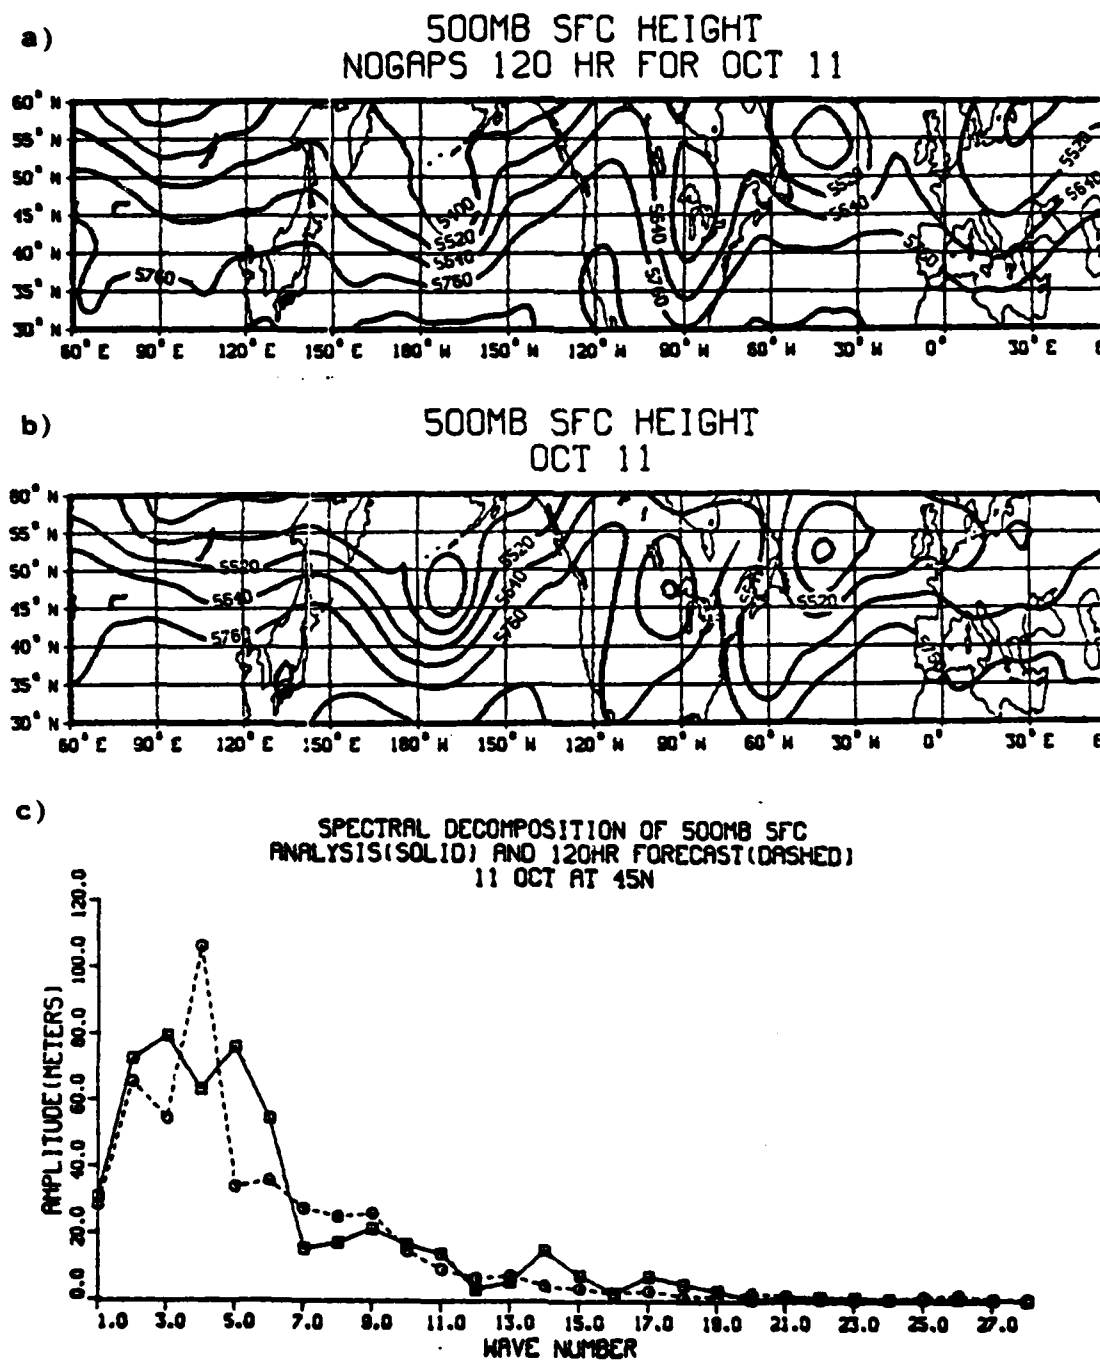 a)
500MB SFC HEIGHT
NOGAPS 120 HR FOR OCT 11
60° N
55° N
50° N
45° N
40° N
35° N
30° N
5400
5520
5640
5760
5760
5640
5760
5640
5520
5640
60° E 90° E 120° E 150° E 180° W 150° W 120° W 90° W 60° W 30° W 0° 30° E
b)
500MB SFC HEIGHT
OCT 11
60° N
55° N
50° N
45° N
40° N
35° N
30° N
5520
5640
5760
5520
5640
5760
5520
60° E 90° E 120° E 150° E 180° W 150° W 120° W 90° W 60° W 30° W 0° 30° E
c)
SPECTRAL DECOMPOSITION OF 500MB SFC
ANALYSIS(SOLID) AND 120HR FORECAST(DASHED)
11 OCT AT 45N
AMPLITUDE(METERS)
120.0
100.0
80.0
60.0
40.0
20.0
0.0
1.0 3.0 5.0 7.0 9.0 11.0 13.0 15.0 17.0 19.0 21.0 23.0 25.0 27.0
WAVE NUMBER